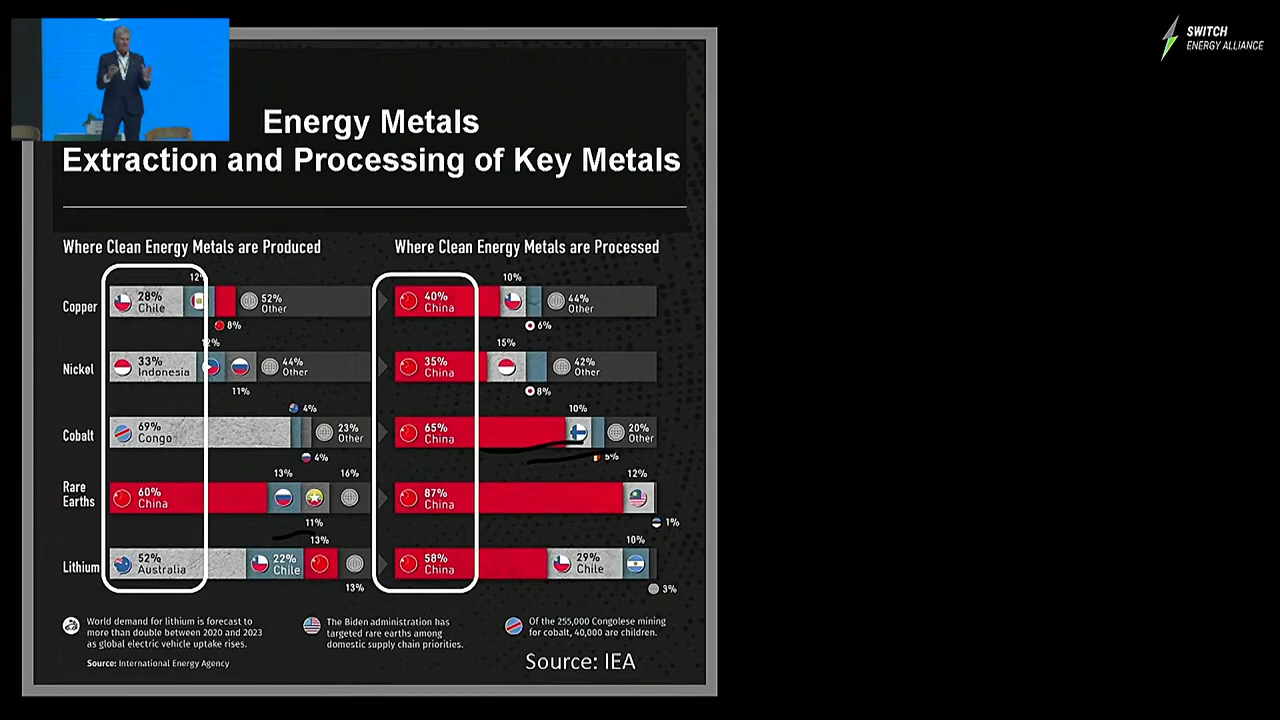 SWITCH
ENERGY ALLIANCE
Energy Metals
Extraction and Processing of Key Metals
Where Clean Energy Metals are Produced
Where Clean Energy Metals are Processed
Copper
28%
Chile
12%
8%
52%
Other
40%
China
10%
6%
44%
Other
Nickel
33%
Indonesia
12%
11%
44%
Other
35%
China
15%
8%
42%
Other
Cobalt
69%
Congo
4%
4%
23%
Other
65%
China
10%
5%
20%
Other
Rare
Earths
60%
China
13%
11%
16%
87%
China
12%
1%
Lithium
52%
Australia
22%
Chile
13%
13%
58%
China
29%
Chile
10%
3%
World demand for lithium is forecast to
more than double between 2020 and 2023
as global electric vehicle uptake rises.
Source: International Energy Agency
The Biden administration has
targeted rare earths among
domestic supply chain priorities.
Of the 255,000 Congolese mining
for cobalt, 40,000 are children.
Source: IEA